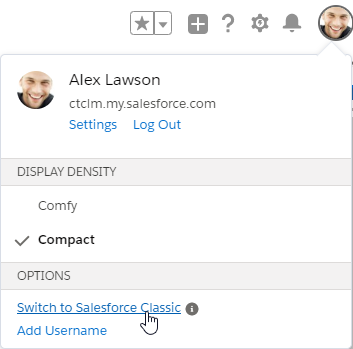 Alex Lawson
ctclm.my.salesforce.com
Settings Log Out
DISPLAY DENSITY
Comfy
Compact
OPTIONS
Switch to Salesforce Classic
Add Username